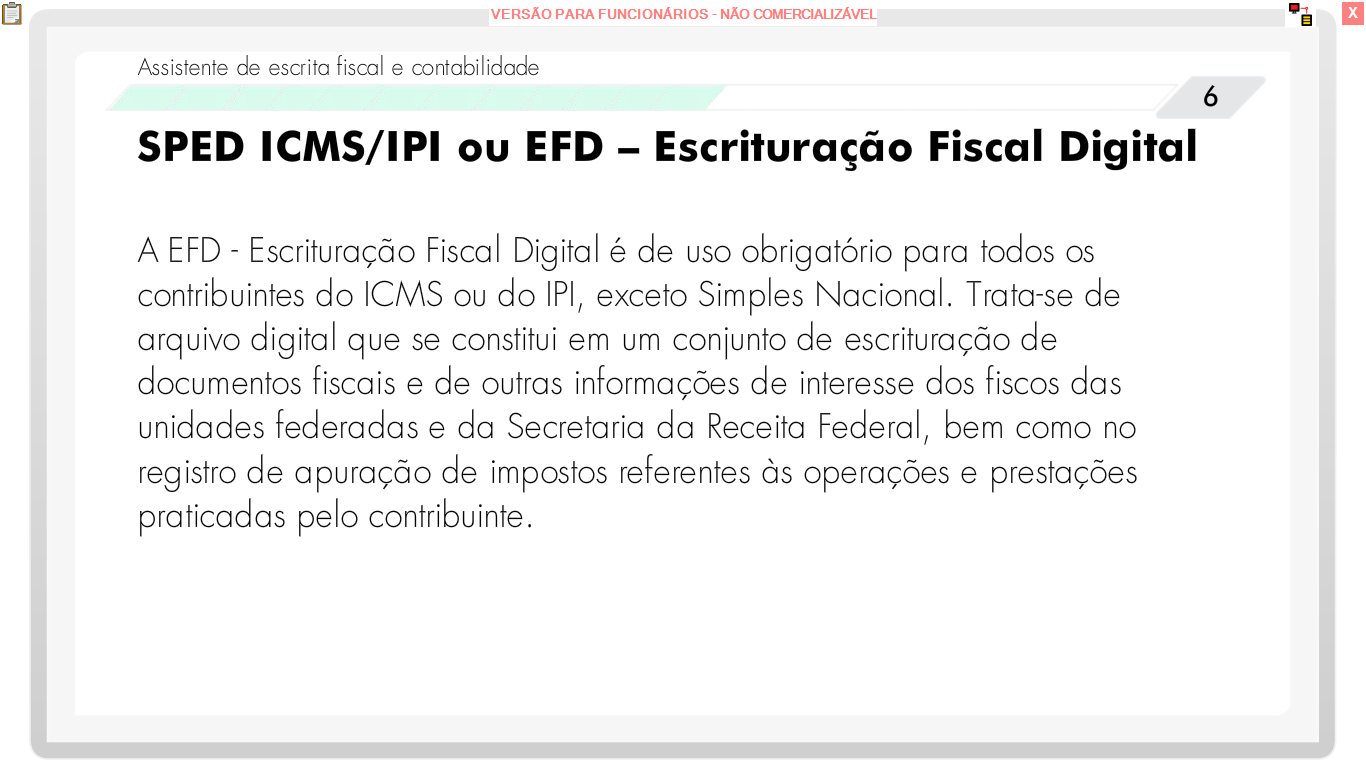 VERSÃO PARA FUNCIONÁRIOS - NÃO COMERCIALIZÁVEL
X
Assistente de escrita fiscal e contabilidade
6
SPED ICMS/IPI ou EFD – Escrituração Fiscal Digital
A EFD - Escrituração Fiscal Digital é de uso obrigatório para todos os
contribuintes do ICMS ou do IPI, exceto Simples Nacional. Trata-se de
arquivo digital que se constitui em um conjunto de escrituração de
documentos fiscais e de outras informações de interesse dos fiscos das
unidades federadas e da Secretaria da Receita Federal, bem como no
registro de apuração de impostos referentes às operações e prestações
praticadas pelo contribuinte.